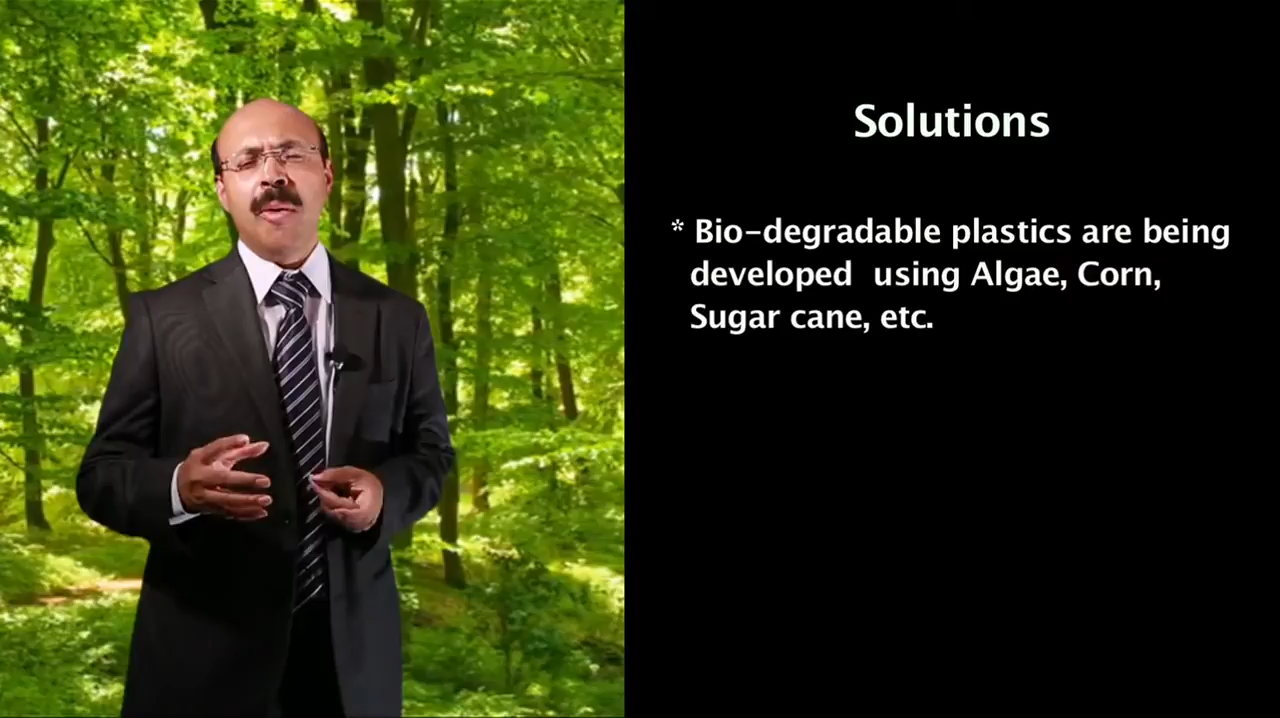 Solutions
* Bio-degradable plastics are being
developed using Algae, Corn,
Sugar cane, etc.